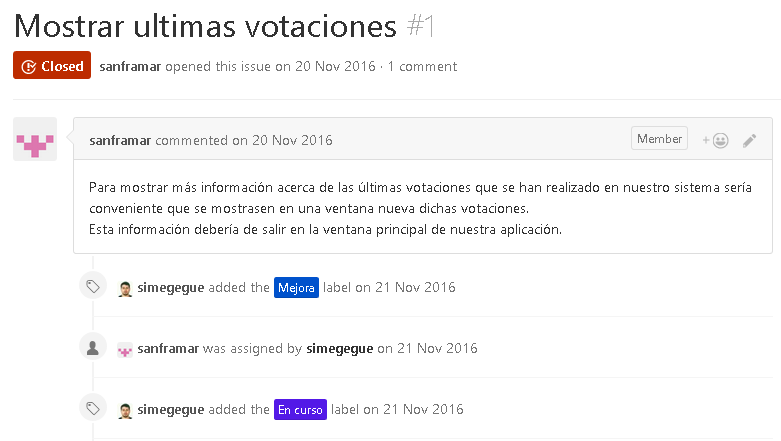 Mostrar ultimas votaciones #1
Closed sanframar opened this issue on 20 Nov 2016 · 1 comment
sanframar commented on 20 Nov 2016 Member
Para mostrar más información acerca de las últimas votaciones que se han realizado en nuestro sistema sería
conveniente que se mostrasen en una ventana nueva dichas votaciones.
Esta información debería de salir en la ventana principal de nuestra aplicación.
simegegue added the Mejora label on 21 Nov 2016
sanframar was assigned by simegegue on 21 Nov 2016
simegegue added the En curso label on 21 Nov 2016